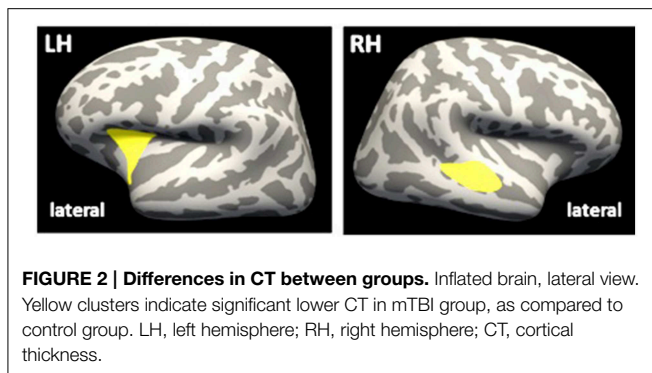 LH
RH
lateral
lateral
FIGURE 2 | Differences in CT between groups. Inflated brain, lateral view.
Yellow clusters indicate significant lower CT in mTBI group, as compared to
control group. LH, left hemisphere; RH, right hemisphere; CT, cortical
thickness.